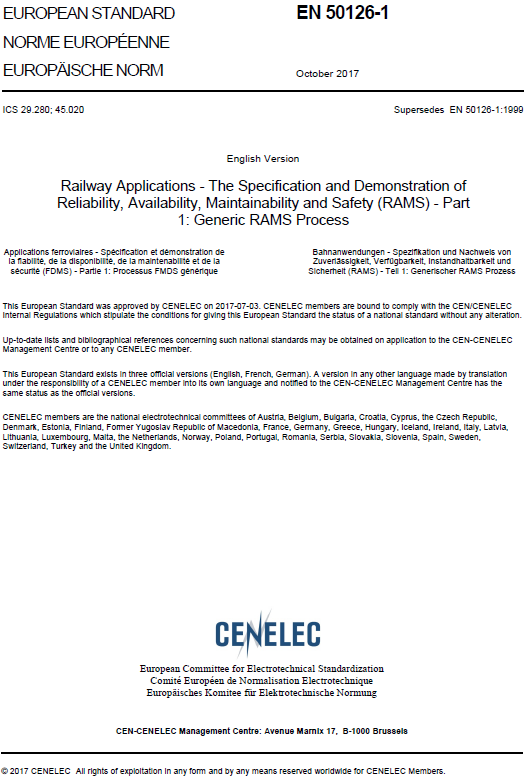 EUROPEAN STANDARD
EN 50126-1
NORME EUROPÉENNE
EUROPÄISCHE NORM
October 2017
ICS 29.280; 45.020
Supersedes EN 50126-1:1999
English Version
Railway Applications - The Specification and Demonstration of
Reliability, Availability, Maintainability and Safety (RAMS) - Part
1: Generic RAMS Process
Applications ferroviaires - Spécification et démonstration de
la fiabilité, de la disponibilité, de la maintenabilité et de la
sécurité (FDMS) - Partie 1: Processus FMDS générique
Bahnanwendungen - Spezifikation und Nachweis von
Zuverlässigkeit, Verfügbarkeit, Instandhaltbarkeit und
Sicherheit (RAMS) - Teil 1: Generischer RAMS Prozess
This European Standard was approved by CENELEC on 2017-07-03. CENELEC members are bound to comply with the CEN/CENELEC
Internal Regulations which stipulate the conditions for giving this European Standard the status of a national standard without any alteration.
Up-to-date lists and bibliographical references concerning such national standards may be obtained on application to the CEN-CENELEC
Management Centre or to any CENELEC member.
This European Standard exists in three official versions (English, French, German). A version in any other language made by translation
under the responsibility of a CENELEC member into its own language and notified to the CEN-CENELEC Management Centre has the
same status as the official versions.
CENELEC members are the national electrotechnical committees of Austria, Belgium, Bulgaria, Croatia, Cyprus, the Czech Republic,
Denmark, Estonia, Finland, Former Yugoslav Republic of Macedonia, France, Germany, Greece, Hungary, Iceland, Ireland, Italy, Latvia,
Lithuania, Luxembourg, Malta, the Netherlands, Norway, Poland, Portugal, Romania, Serbia, Slovakia, Slovenia, Spain, Sweden,
Switzerland, Turkey and the United Kingdom.
CENELEC
European Committee for Electrotechnical Standardization
Comité Européen de Normalisation Electrotechnique
Europäisches Komitee für Elektrotechnische Normung
CEN-CENELEC Management Centre: Avenue Marnix 17, B-1000 Brussels
© 2017 CENELEC All rights of exploitation in any form and by any means reserved worldwide for CENELEC Members.